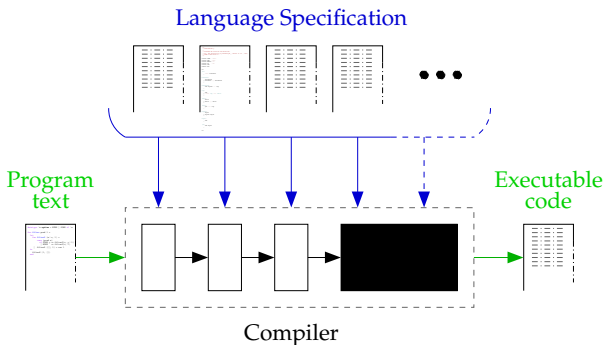 Language Specification
Program
text
Executable
code
Compiler